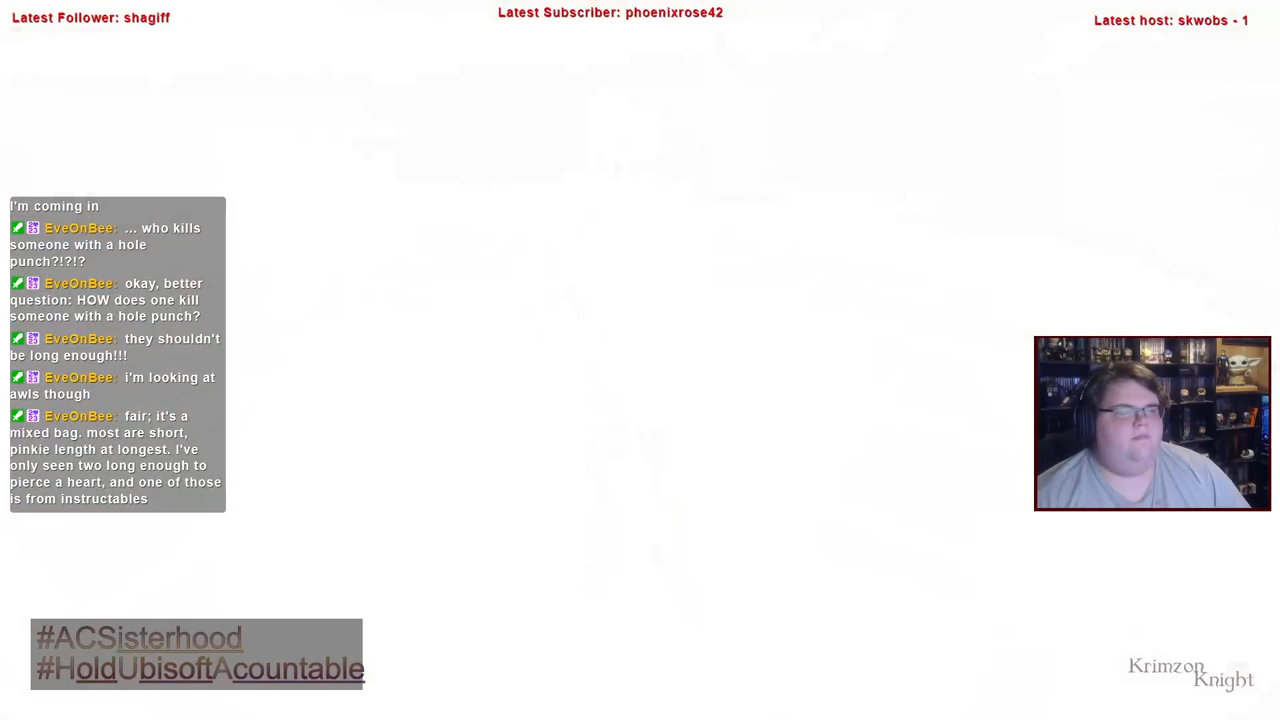 Latest Follower: shagiff
Latest Subscriber: phoenixrose42
Latest host: skwobs - 1
I'm coming in
EveOnBee: ... who kills
someone with a hole
punch?!?!?
EveOnBee: okay, better
question: HOW does one kill
someone with a hole punch?
EveOnBee: they shouldn't
be long enough!!!
EveOnBee: i'm looking at
awls though
EveOnBee: fair; it's a
mixed bag. most are short,
pinkie length at longest. I've
only seen two long enough to
pierce a heart, and one of those
is from instructables
#ACSisterhood
#HoldUbisoftAcountable
Krimzon
Knight